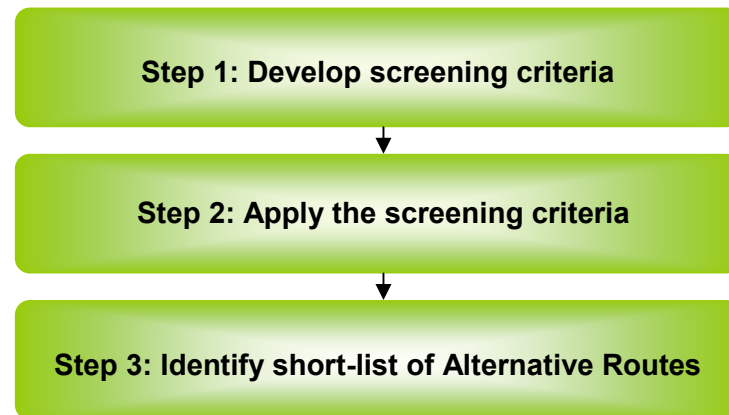 Step 1: Develop screening criteria
Step 2: Apply the screening criteria
Step 3: Identify short-list of Alternative Routes